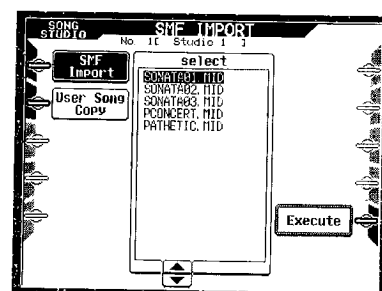 SONG STUDIO
SMF IMPORT
No. 1[ Studio 1 ]
SMF Import
User Song Copy
select
SONATA01.MID
SONATA02.MID
SONATA03.MID
PCONCERT.MID
PATHETIC.MID
Execute